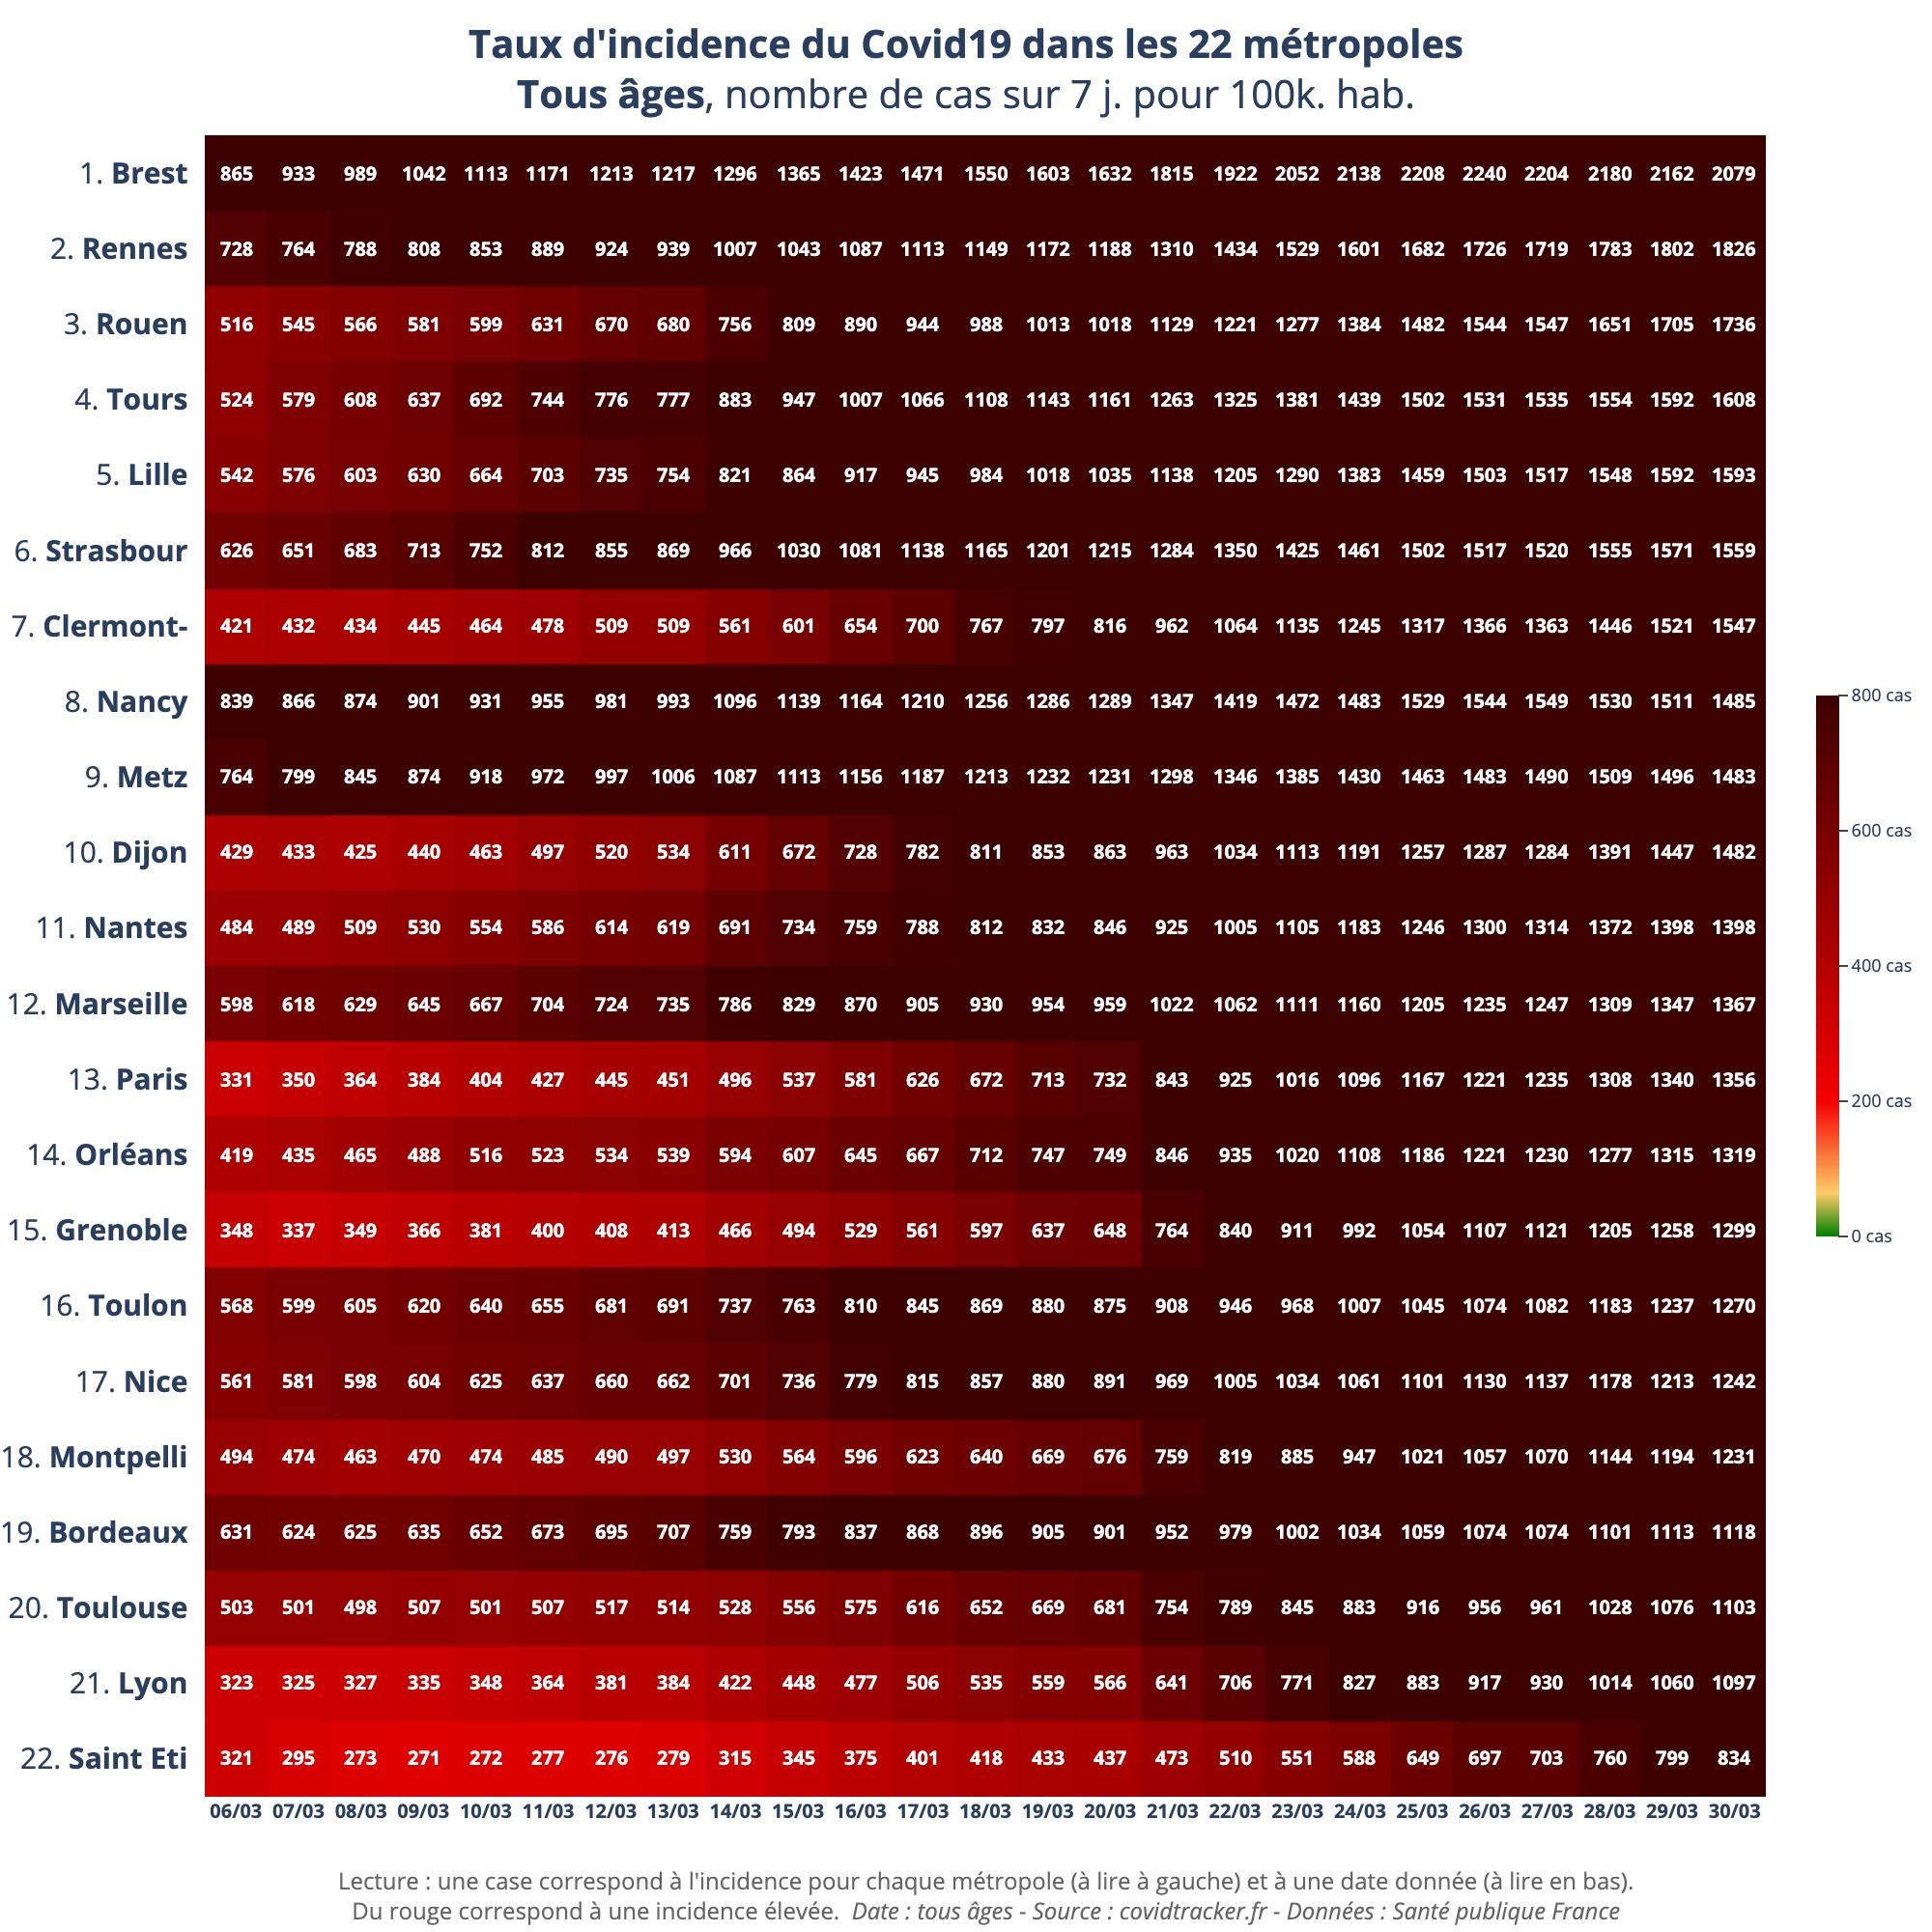 Taux d'incidence du Covid19 dans les 22 métropoles
Tous âges, nombre de cas sur 7 j. pour 100k. hab.
1. Brest 865 933 989 1042 1113 1171 1213 1217 1296 1365 1423 1471 1550 1603 1632 1815 1922 2052 2138 2208 2240 2204 2180 2162 2079
2. Rennes 728 764 788 808 853 889 924 939 1007 1043 1087 1113 1149 1172 1188 1310 1434 1529 1601 1682 1726 1719 1783 1802 1826
3. Rouen 516 545 566 581 599 631 670 680 756 809 890 944 988 1013 1018 1129 1221 1277 1384 1482 1544 1547 1651 1705 1736
4. Tours 524 579 608 637 692 744 776 777 883 947 1007 1066 1108 1143 1161 1263 1325 1381 1439 1502 1531 1535 1554 1592 1608
5. Lille 542 576 603 630 664 703 735 754 821 864 917 945 984 1018 1035 1138 1205 1290 1383 1459 1503 1517 1548 1592 1593
6. Strasbour 626 651 683 713 752 812 855 869 966 1030 1081 1138 1165 1201 1215 1284 1350 1425 1461 1502 1517 1520 1555 1571 1559
7. Clermont- 421 432 434 445 464 478 509 509 561 601 654 700 767 797 816 962 1064 1135 1245 1317 1366 1363 1446 1521 1547
8. Nancy 839 866 874 901 931 955 981 993 1096 1139 1164 1210 1256 1286 1289 1347 1419 1472 1483 1529 1544 1549 1530 1511 1485
9. Metz 764 799 845 874 918 972 997 1006 1087 1113 1156 1187 1213 1232 1231 1298 1346 1385 1430 1463 1483 1490 1509 1496 1483
10. Dijon 429 433 425 440 463 497 520 534 611 672 728 782 811 853 863 963 1034 1113 1191 1257 1287 1284 1391 1447 1482
11. Nantes 484 489 509 530 554 586 614 619 691 734 759 788 812 832 846 925 1005 1105 1183 1246 1300 1314 1372 1398 1398
12. Marseille 598 618 629 645 667 704 724 735 786 829 870 905 930 954 959 1022 1062 1111 1160 1205 1235 1247 1309 1347 1367
13. Paris 331 350 364 384 404 427 445 451 496 537 581 626 672 713 732 843 925 1016 1096 1167 1221 1235 1308 1340 1356
14. Orléans 419 435 465 488 516 523 534 539 594 607 645 667 712 747 749 846 935 1020 1108 1186 1221 1230 1277 1315 1319
15. Grenoble 348 337 349 366 381 400 408 413 466 494 529 561 597 637 648 764 840 911 992 1054 1107 1121 1205 1258 1299
16. Toulon 568 599 605 620 640 655 681 691 737 763 810 845 869 880 875 908 946 968 1007 1045 1074 1082 1183 1237 1270
17. Nice 561 581 598 604 625 637 660 662 701 736 779 815 857 880 891 969 1005 1034 1061 1101 1130 1137 1178 1213 1242
18. Montpelli 494 474 463 470 474 485 490 497 530 564 596 623 640 669 676 759 819 885 947 1021 1057 1070 1144 1194 1231
19. Bordeaux 631 624 625 635 652 673 695 707 759 793 837 868 896 905 901 952 979 1002 1034 1059 1074 1074 1101 1113 1118
20. Toulouse 503 501 498 507 501 507 517 514 528 556 575 616 652 669 681 754 789 845 883 916 956 961 1028 1076 1103
21. Lyon 323 325 327 335 348 364 381 384 422 448 477 506 535 559 566 641 706 771 827 883 917 930 1014 1060 1097
22. Saint Eti 321 295 273 271 272 277 276 279 315 345 375 401 418 433 437 473 510 551 588 649 697 703 760 799 834
06/03 07/03 08/03 09/03 10/03 11/03 12/03 13/03 14/03 15/03 16/03 17/03 18/03 19/03 20/03 21/03 22/03 23/03 24/03 25/03 26/03 27/03 28/03 29/03 30/03
800 cas
600 cas
400 cas
200 cas
0 cas
Lecture : une case correspond à l'incidence pour chaque métropole (à lire à gauche) et à une date donnée (à lire en bas).
Du rouge correspond à une incidence élevée. Date : tous âges - Source : covidtracker.fr - Données : Santé publique France